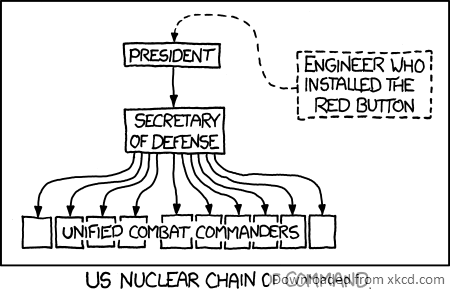 PRESIDENT
ENGINEER WHO
INSTALLED THE
RED BUTTON
SECRETARY
OF DEFENSE
UNIFIED COMBAT COMMANDERS
US NUCLEAR CHAIN OF COMMAND.
Downloaded from xkcd.com